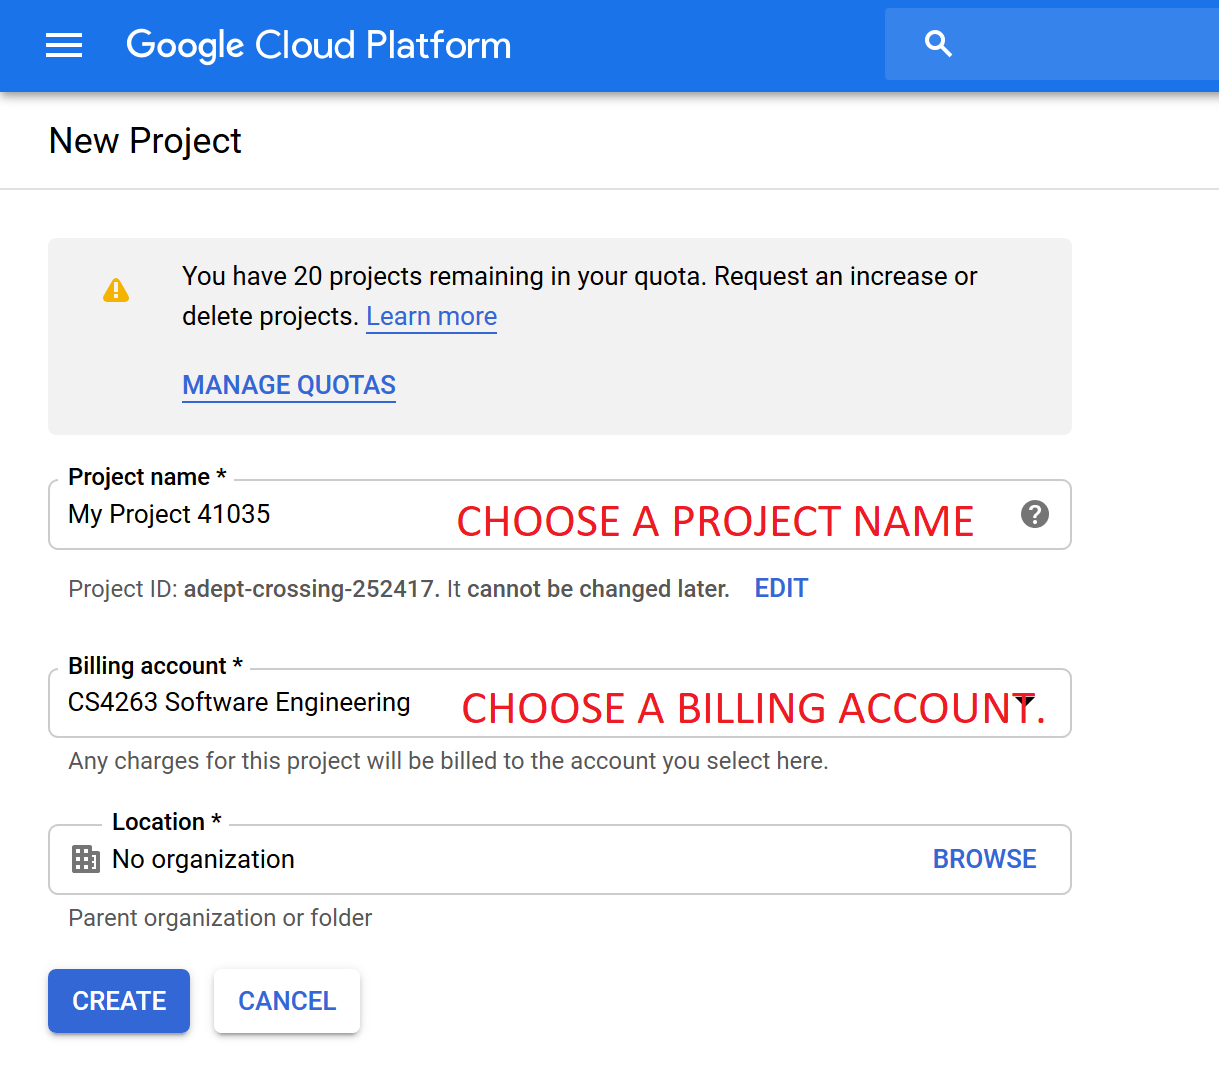 Google Cloud Platform
New Project
You have 20 projects remaining in your quota. Request an increase or
delete projects. Learn more
MANAGE QUOTAS
Project name *
My Project 41035
CHOOSE A PROJECT NAME
Project ID: adept-crossing-252417. It cannot be changed later. EDIT
Billing account *
CS4263 Software Engineering
CHOOSE A BILLING ACCOUNT.
Any charges for this project will be billed to the account you select here.
Location *
No organization
BROWSE
Parent organization or folder
CREATE
CANCEL